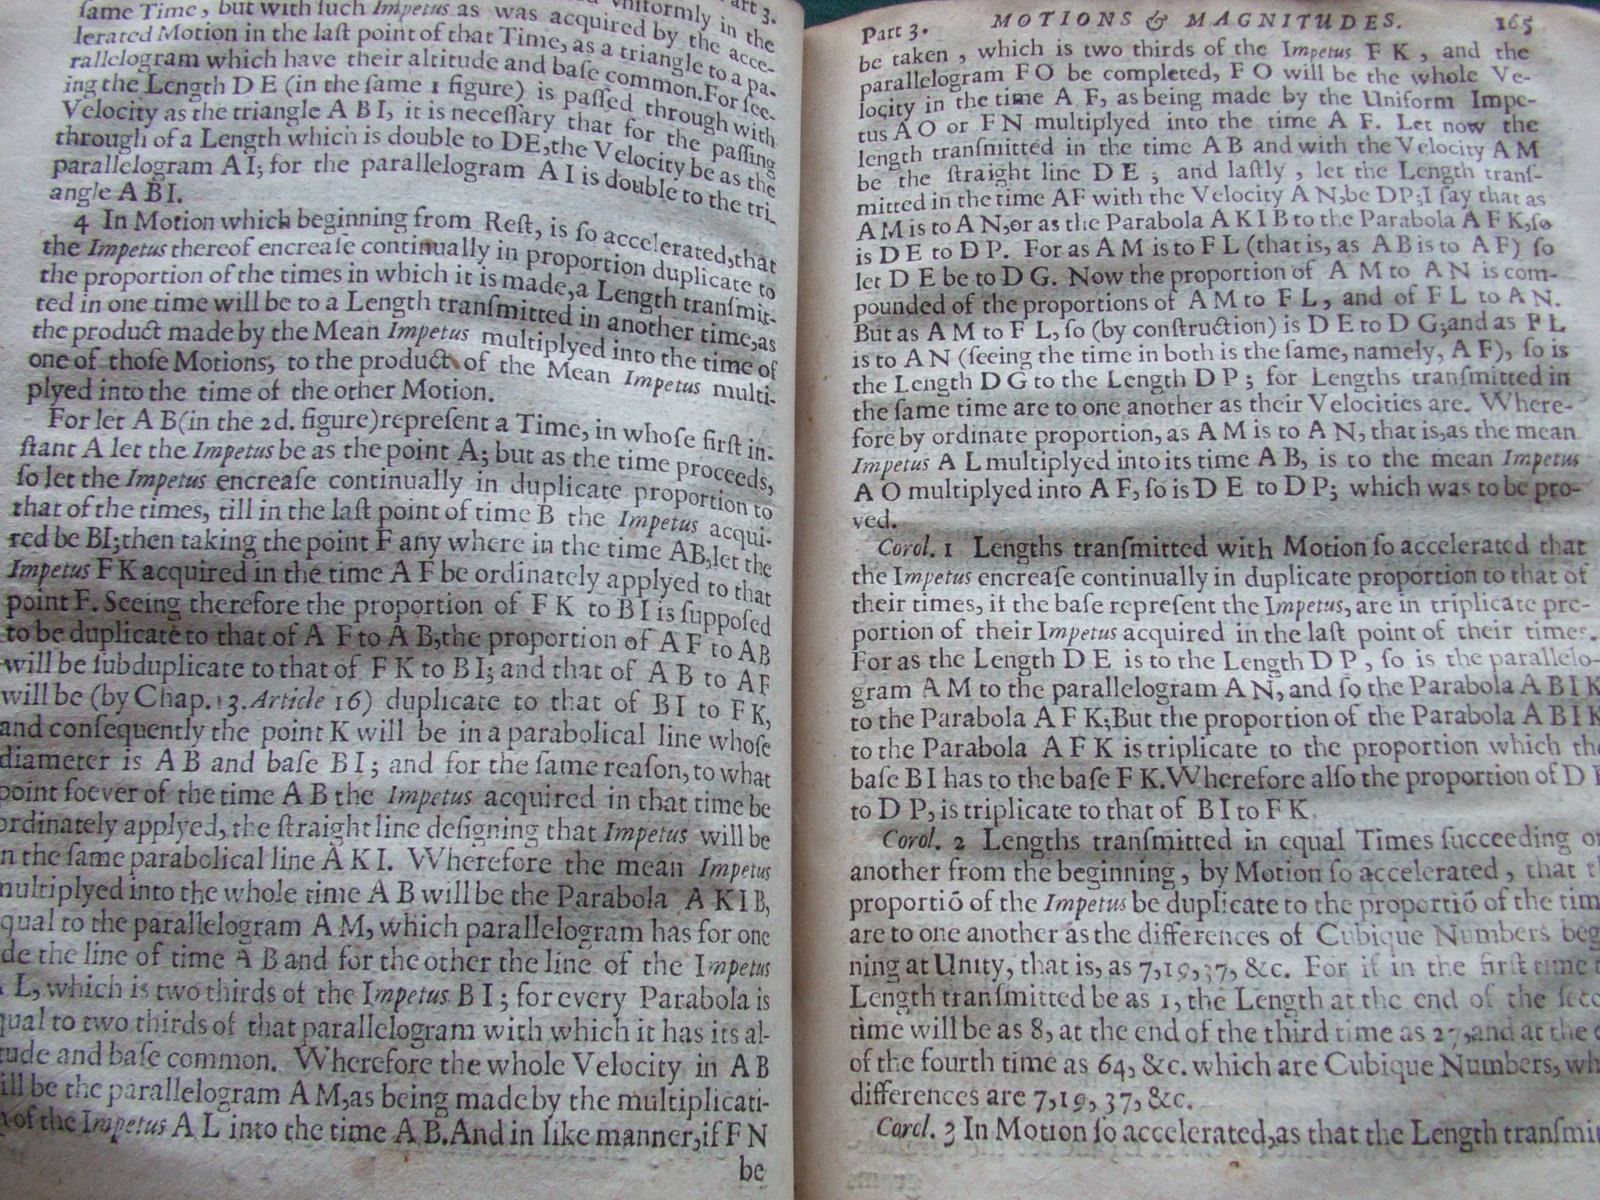 art 3.
ſame Time, but with ſuch Impetus as was acquired by the acce-
lerated Motion in the laſt point of that Time, as a triangle to a pa-
rallelogram which have their altitude and baſe common. For ſee-
ing the Length D E (in the ſame 1 figure) is paſſed through with
Velocity as the triangle A B I, it is neceſſary that for the paſſing
through of a Length which is double to DE, the Velocity be as the
parallelogram A I; for the parallelogram A I is double to the tri-
angle A B I.
4 In Motion which beginning from Reſt, is ſo accelerated, that
the Impetus thereof encreaſe continually in proportion duplicate to
the proportion of the times in which it is made, a Length tranſmit-
ted in one time will be to a Length tranſmitted in another time, as
the product made by the Mean Impetus multiplyed into the time of
one of thoſe Motions, to the product of the Mean Impetus multi-
plyed into the time of the other Motion.
For let A B (in the 2d. figure) repreſent a Time, in whoſe firſt in-
ſtant A let the Impetus be as the point A; but as the time proceeds,
ſo let the Impetus encreaſe continually in duplicate proportion to
that of the times, till in the laſt point of time B the Impetus acqui-
red be BI; then taking the point F any where in the time AB, let the
Impetus F K acquired in the time A F be ordinately applyed to that
point F. Seeing therefore the proportion of F K to B I is ſuppoſed
to be duplicate to that of A F to A B, the proportion of A F to AB
will be ſubduplicate to that of F K to B I; and that of A B to AF
will be (by Chap. 13. Article 16) duplicate to that of B I to F K,
and conſequently the point K will be in a parabolical line whoſe
diameter is A B and baſe B I; and for the ſame reaſon, to what
point ſoever of the time A B the Impetus acquired in that time be
ordinately applyed, the ſtraight line deſigning that Impetus will be
n the ſame parabolical line A K I. Wherefore the mean Impetus
multiplyed into the whole time A B will be the Parabola A K I B,
qual to the parallelogram A M, which parallelogram has for one
de the line of time A B and for the other the line of the Impetus
L, which is two thirds of the Impetus B I; for every Parabola is
qual to two thirds of that parallelogram with which it has its al-
tude and baſe common. Wherefore the whole Velocity in A B
ill be the parallelogram A M, as being made by the multiplicati-
of the Impetus A L into the time A B. And in like manner, if F N
be
Part 3. MOTIONS & MAGNITUDES. 165
be taken, which is two thirds of the Impetus F K, and the
parallelogram F O be completed, F O will be the whole Ve-
locity in the time A F, as being made by the Uniform Impe-
tus A O or F N multiplyed into the time A F. Let now the
length tranſmitted in the time A B and with the Velocity A M
be the ſtraight line D E; and laſtly, let the Length tranſ-
mitted in the time AF with the Velocity A N, be DP; I ſay that as
A M is to A N, or as the Parabola A K I B to the Parabola A F K, ſo
is D E to D P. For as A M is to F L (that is, as A B is to A F) ſo
let D E be to D G. Now the proportion of A M to A N is com-
pounded of the proportions of A M to F L, and of F L to A N.
But as A M to F L, ſo (by conſtruction) is D E to D G; and as F L
is to A N (ſeeing the time in both is the ſame, namely, A F), ſo is
the Length D G to the Length D P; for Lengths tranſmitted in
the ſame time are to one another as their Velocities are. Where-
fore by ordinate proportion, as A M is to A N, that is, as the mean
Impetus A L multiplyed into its time A B, is to the mean Impetus
A O multiplyed into A F, ſo is D E to D P; which was to be pro-
ved.
Corol. 1 Lengths tranſmitted with Motion ſo accelerated that
the Impetus encreaſe continually in duplicate proportion to that of
their times, if the baſe repreſent the Impetus, are in triplicate pro-
portion of their Impetus acquired in the laſt point of their times.
For as the Length D E is to the Length D P, ſo is the parallelo-
gram A M to the parallelogram A N, and ſo the Parabola A B I K
to the Parabola A F K; But the proportion of the Parabola A B I K
to the Parabola A F K is triplicate to the proportion which the
baſe B I has to the baſe F K. Wherefore alſo the proportion of D E
to D P, is triplicate to that of B I to F K.
Corol. 2 Lengths tranſmitted in equal Times ſucceeding on
another from the beginning, by Motion ſo accelerated, that th
proportiō of the Impetus be duplicate to the proportiō of the tim
are to one another as the differences of Cubique Numbers beg
ning at Unity, that is, as 7,19,37, &c. For if in the firſt time t
Length tranſmitted be as 1, the Length at the end of the ſeco
time will be as 8, at the end of the third time as 27, and at the e
of the fourth time as 64, &c. which are Cubique Numbers, wh
differences are 7,19, 37, &c.
Corol. 3 In Motion ſo accelerated, as that the Length tranſmit